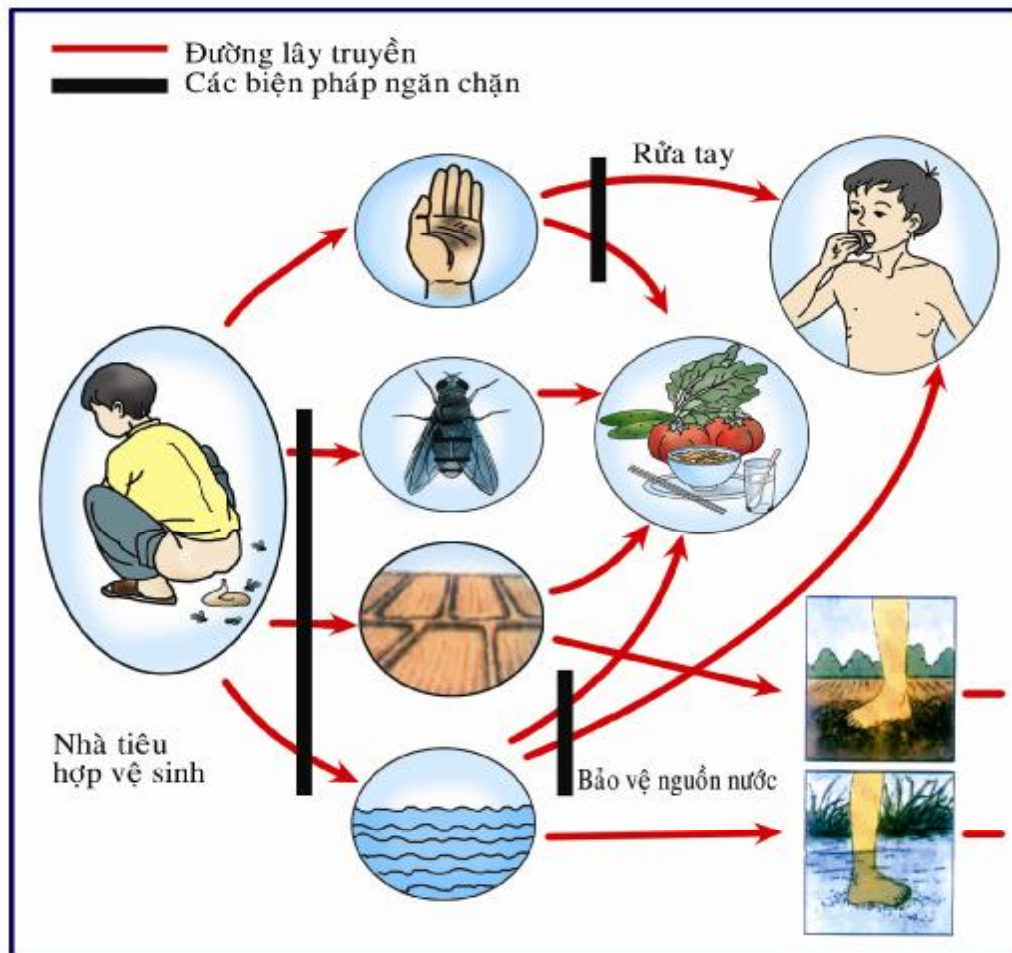 Đường lây truyền
Các biện pháp ngăn chặn
Rửa tay
Nhà tiêu
hợp vệ sinh
Bảo vệ nguồn nước